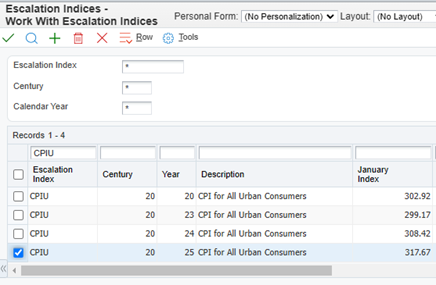 Escalation Indices -
Work With Escalation Indices
Personal Form: (No Personalization) Layout: (No Layout)
Row Tools
Escalation Index *
Century *
Calendar Year *
Records 1 - 4
CPIU
Escalation Index Century Year Description January Index
CPIU 20 20 CPI for All Urban Consumers 302.92
CPIU 20 23 CPI for All Urban Consumers 299.17
CPIU 20 24 CPI for All Urban Consumers 308.42
CPIU 20 25 CPI for All Urban Consumers 317.67